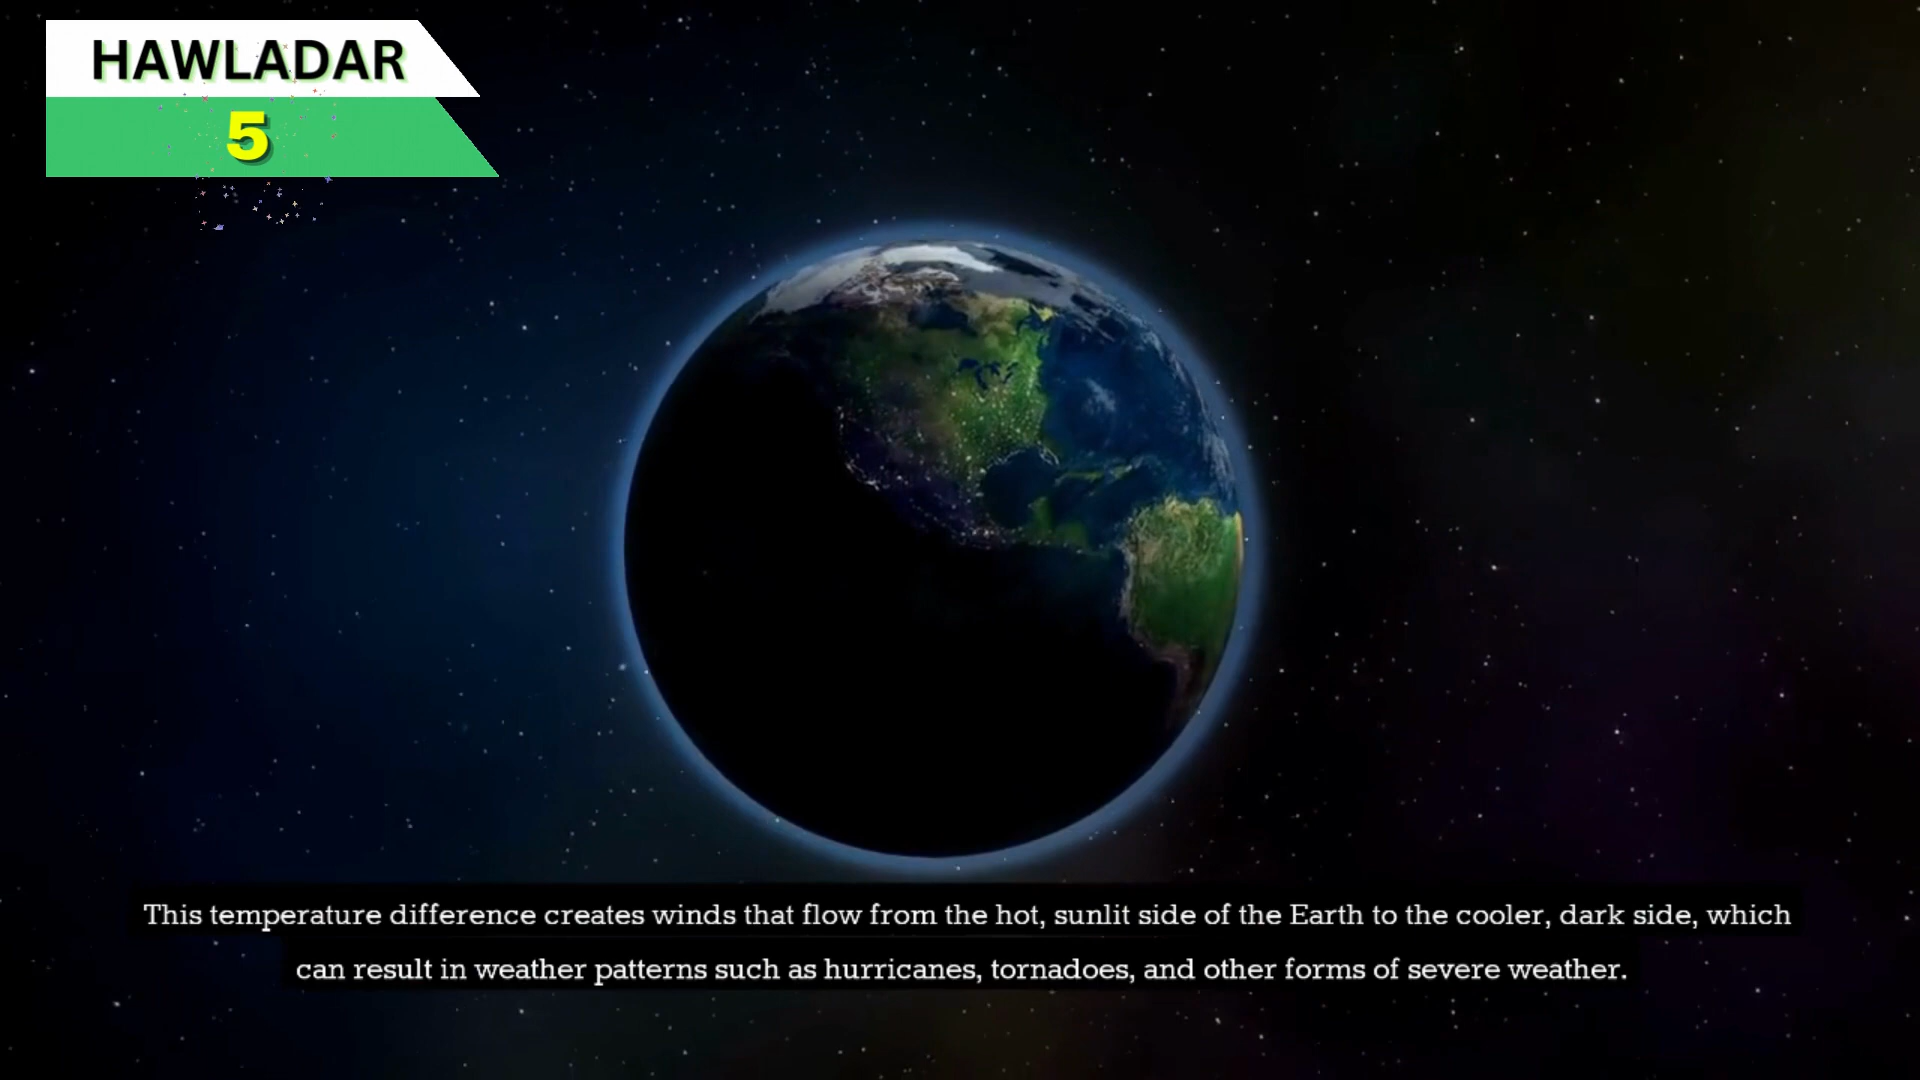 HAWLADAR
5
This temperature difference creates winds that flow from the hot, sunlit side of the Earth to the cooler, dark side, which
can result in weather patterns such as hurricanes, tornadoes, and other forms of severe weather.